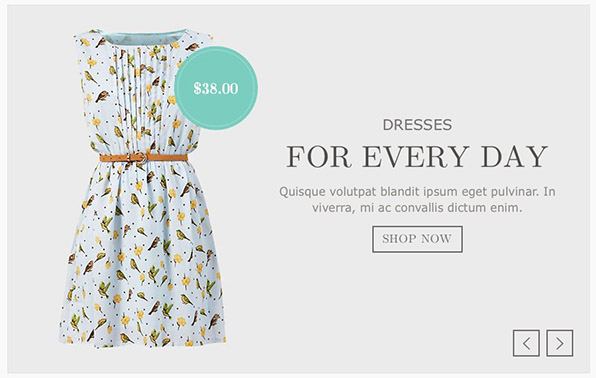 $38.00
DRESSES
FOR EVERY DAY
Quisque volutpat blandit ipsum eget pulvinar. In
viverra, mi ac convallis dictum enim.
SHOP NOW